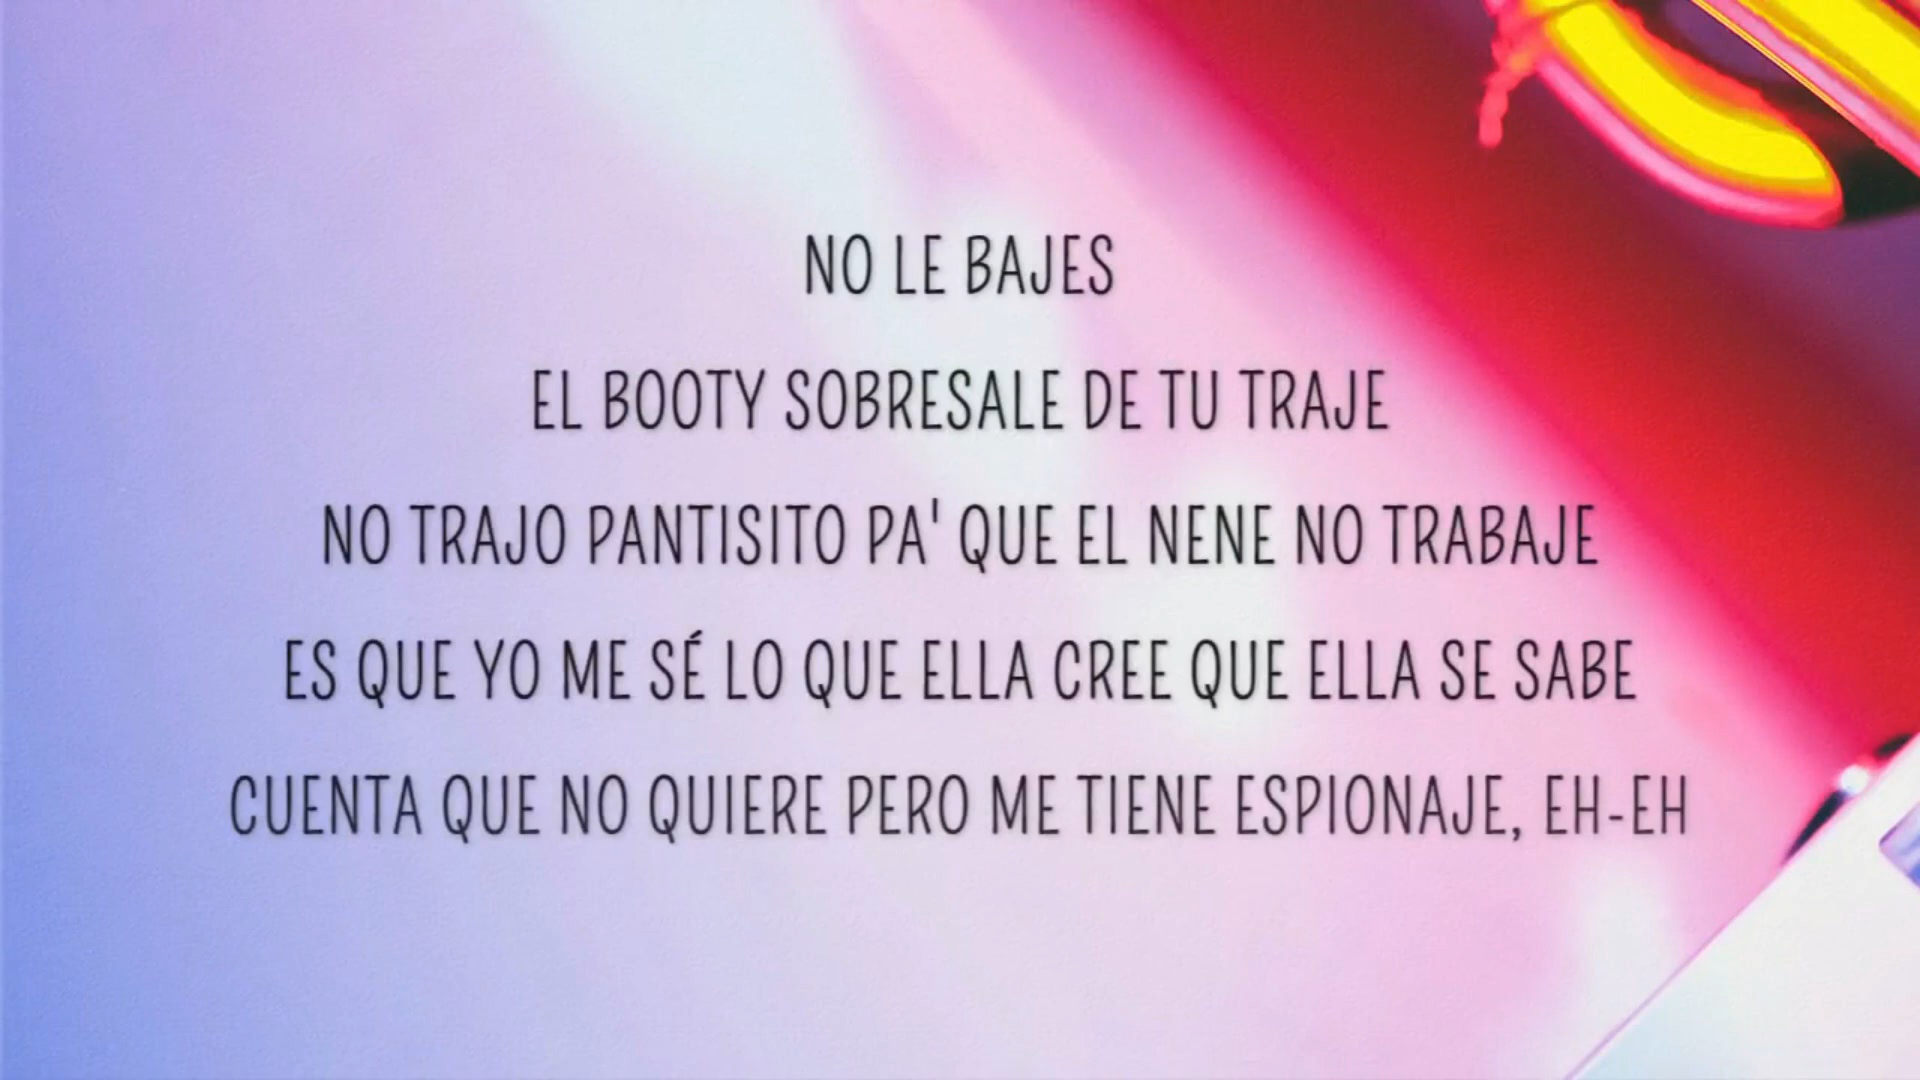 NO LE BAJES
EL BOOTY SOBRESALE DE TU TRAJE
NO TRAJO PANTISITO PA' QUE EL NENE NO TRABAJE
ES QUE YO ME SÉ LO QUE ELLA CREE QUE ELLA SE SABE
CUENTA QUE NO QUIERE PERO ME TIENE ESPIONAJE, EH-EH